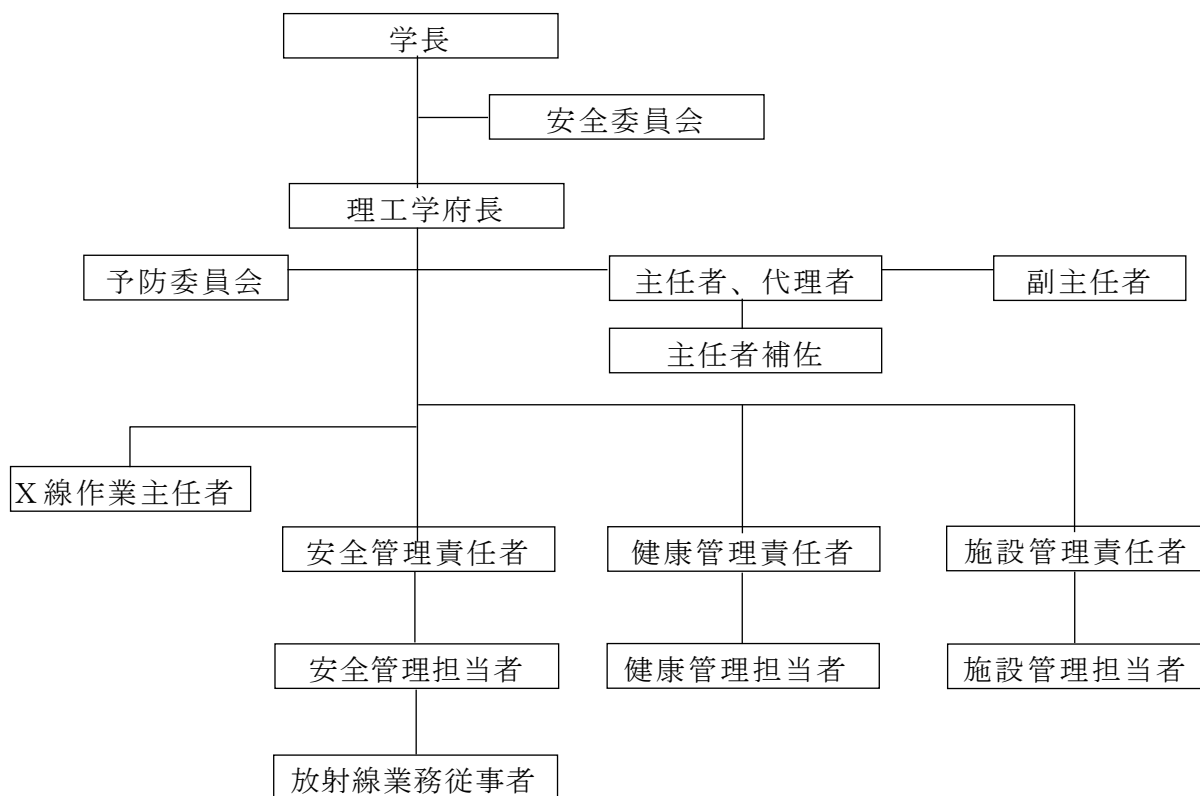 学長
安全委員会
理工学府長
予防委員会
主任者、代理者
副主任者
主任者補佐
X線作業主任者
安全管理責任者
健康管理責任者
施設管理責任者
安全管理担当者
健康管理担当者
施設管理担当者
放射線業務従事者